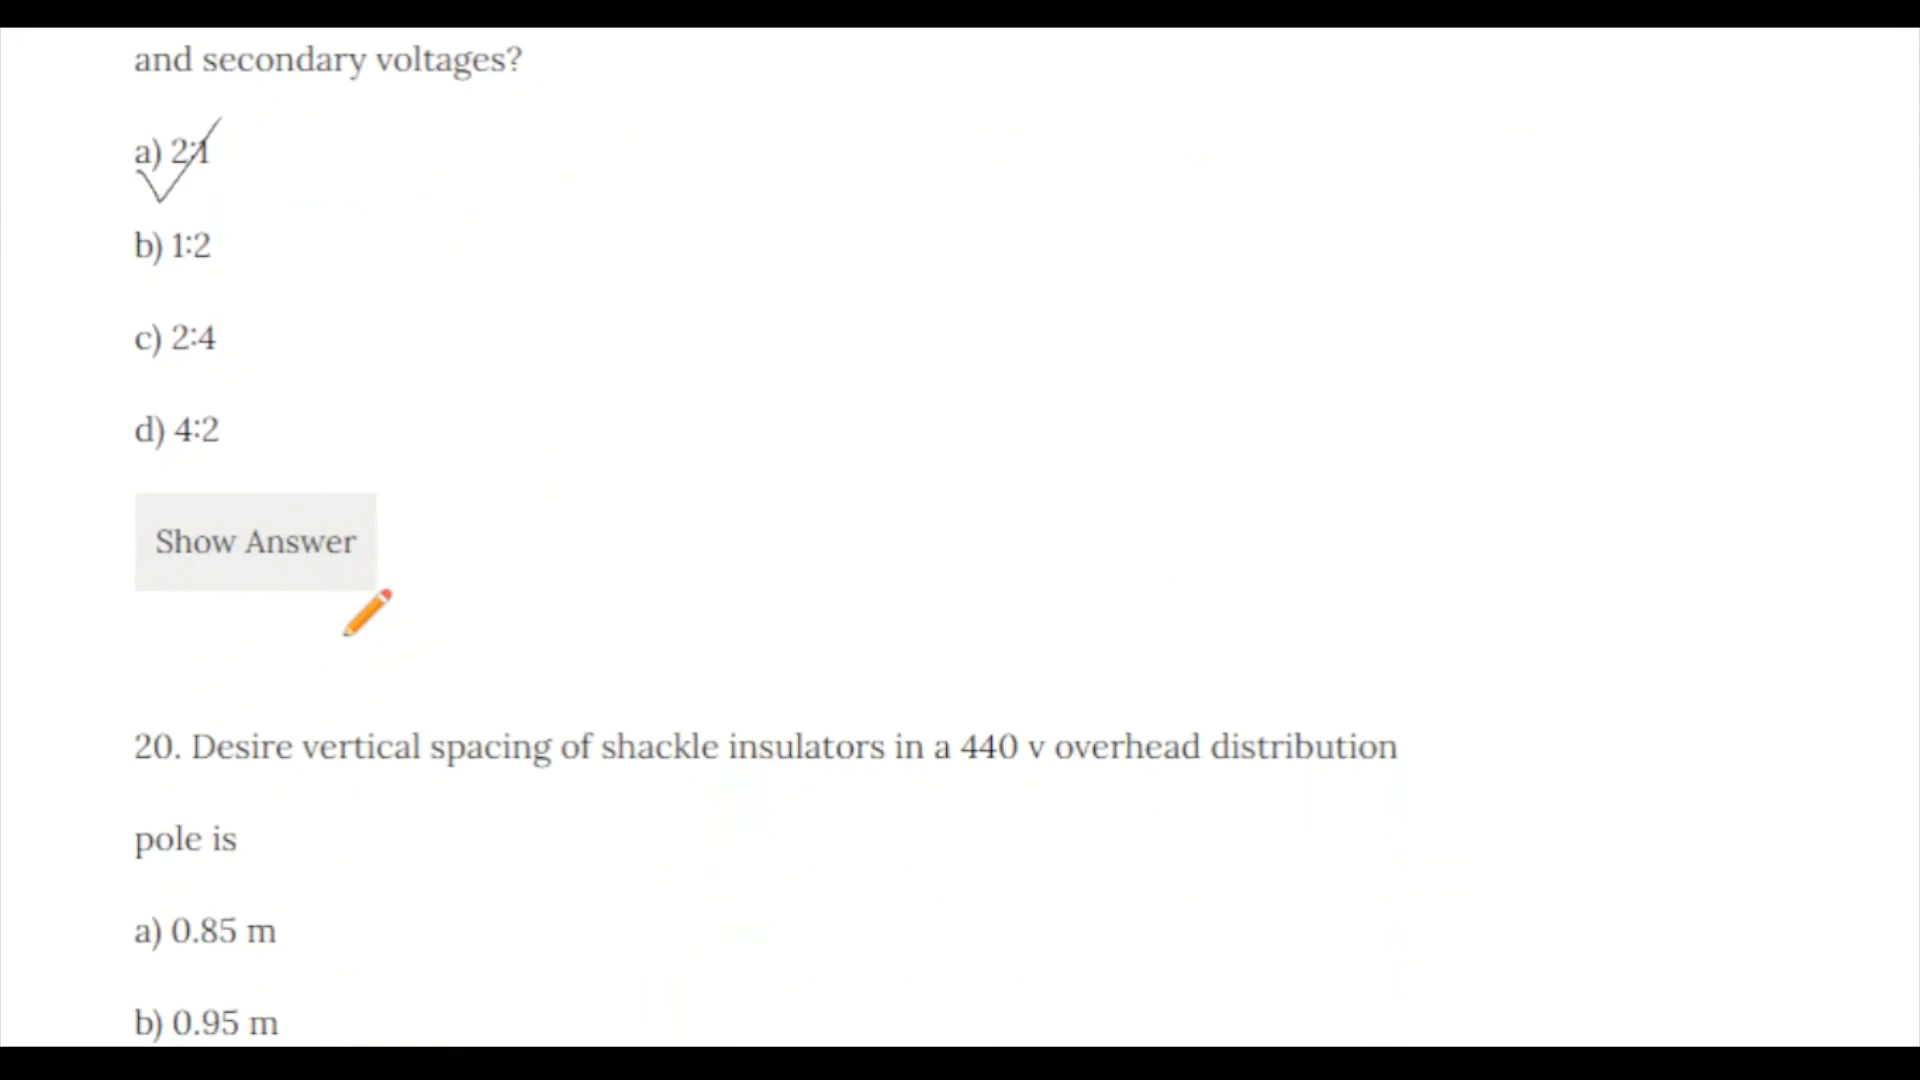 and secondary voltages?
a) 2:1
b) 1:2
c) 2:4
d) 4:2
Show Answer
20. Desire vertical spacing of shackle insulators in a 440 v overhead distribution
pole is
a) 0.85 m
b) 0.95 m